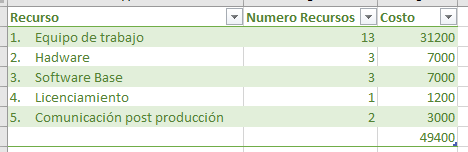 Recurso Numero Recursos Costo
1. Equipo de trabajo 13 31200
2. Hadware 3 7000
3. Software Base 3 7000
4. Licenciamiento 1 1200
5. Comunicación post producción 2 3000
49400